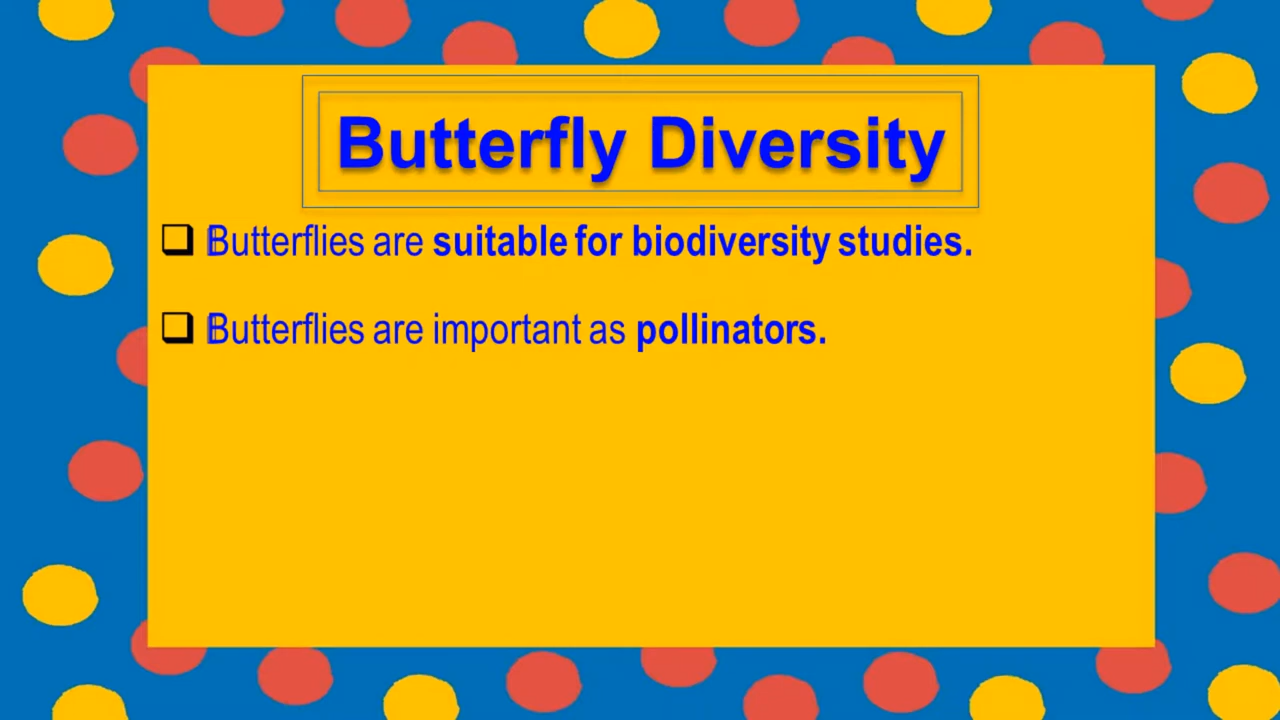 Butterfly Diversity
❑ Butterflies are suitable for biodiversity studies.
❑ Butterflies are important as pollinators.